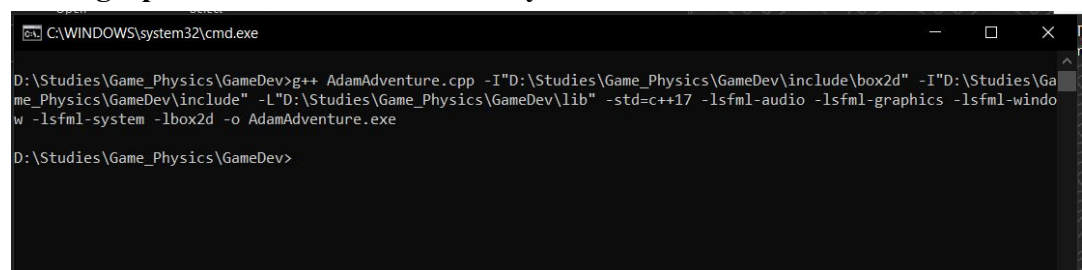 C:\WINDOWS\system32\cmd.exe
D:\Studies\Game_Physics\GameDev>g++ AdamAdventure.cpp -I"D:\Studies\Game_Physics\GameDev\include\box2d" -I"D:\Studies\Ga
me_Physics\GameDev\include" -L"D:\Studies\Game_Physics\GameDev\lib" -std=c++17 -lsfml-audio -lsfml-graphics -lsfml-windo
w -lsfml-system -lbox2d -o AdamAdventure.exe
D:\Studies\Game_Physics\GameDev>